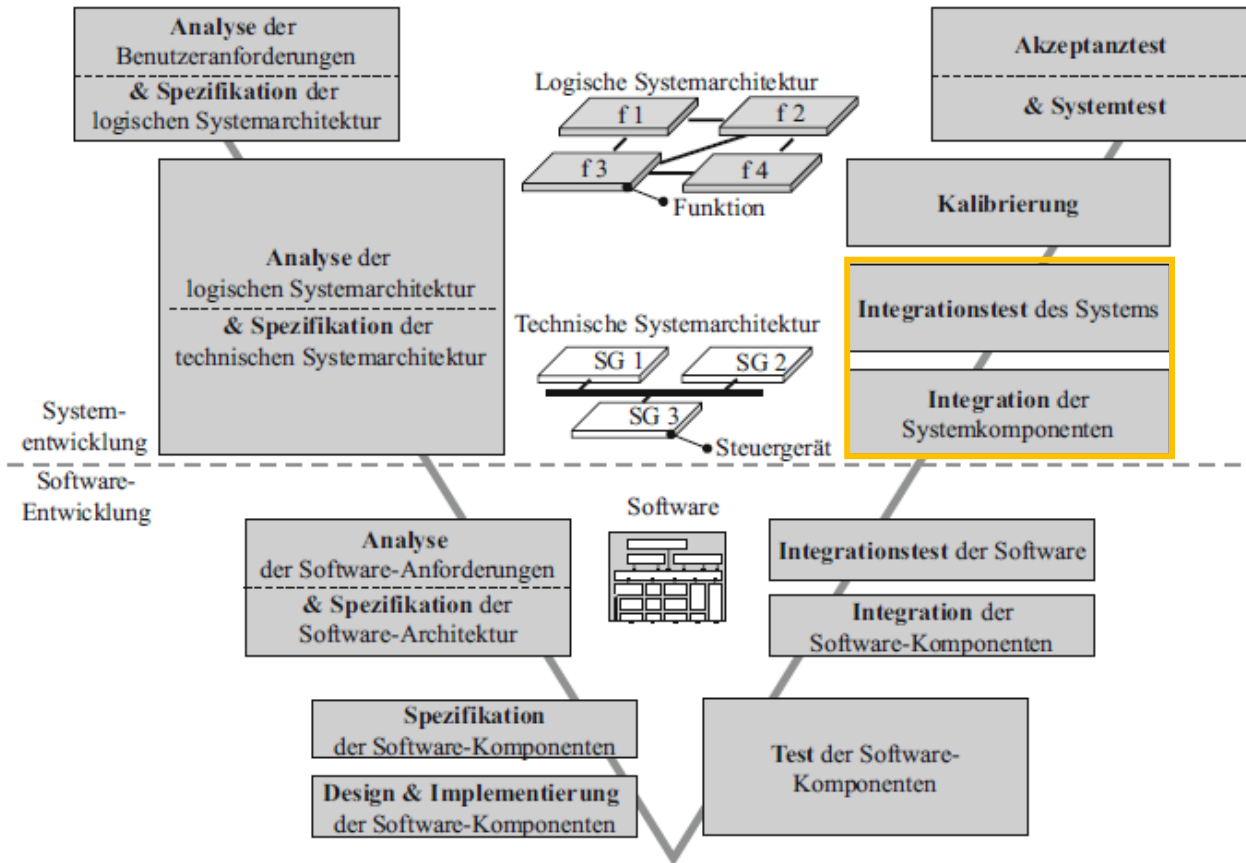 Analyse der
Benutzeranforderungen
& Spezifikation der
logischen Systemarchitektur
Analyse der
logischen Systemarchitektur
& Spezifikation der
technischen Systemarchitektur
System-
entwicklung
Software-
Entwicklung
Analyse
der Software-Anforderungen
& Spezifikation der
Software-Architektur
Spezifikation
der Software-Komponenten
Design & Implementierung
der Software-Komponenten
Logische Systemarchitektur
f 1
f 2
f 3
f 4
Funktion
Technische Systemarchitektur
SG 1
SG 2
SG 3
Steuergerät
Software
Akzeptanztest
& Systemtest
Kalibrierung
Integrationstest des Systems
Integration der
Systemkomponenten
Integrationstest der Software
Integration der
Software-Komponenten
Test der Software-
Komponenten